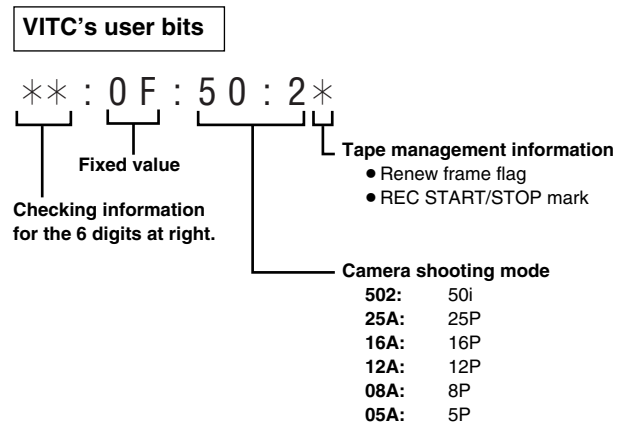 VITC's user bits
** : 0 F : 5 0 : 2*
Tape management information
● Renew frame flag
● REC START/STOP mark
Fixed value
Checking information
for the 6 digits at right.
Camera shooting mode
502: 50i
25A: 25P
16A: 16P
12A: 12P
08A: 8P
05A: 5P